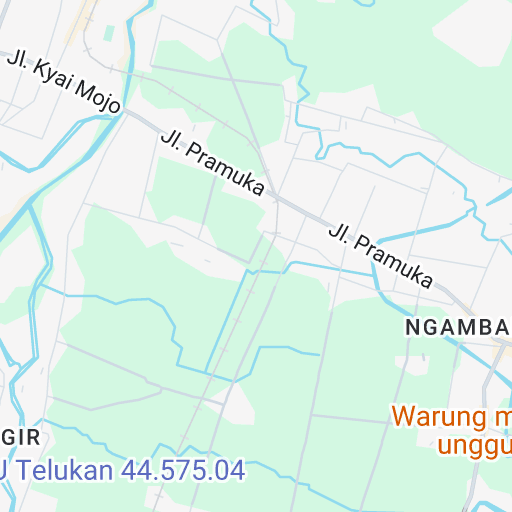 Jl. Kyai Mojo
Jl. Pramuka
Jl. Pramuka
NGAMBA
Warung m
unggu
GIR
U Telukan 44.575.04